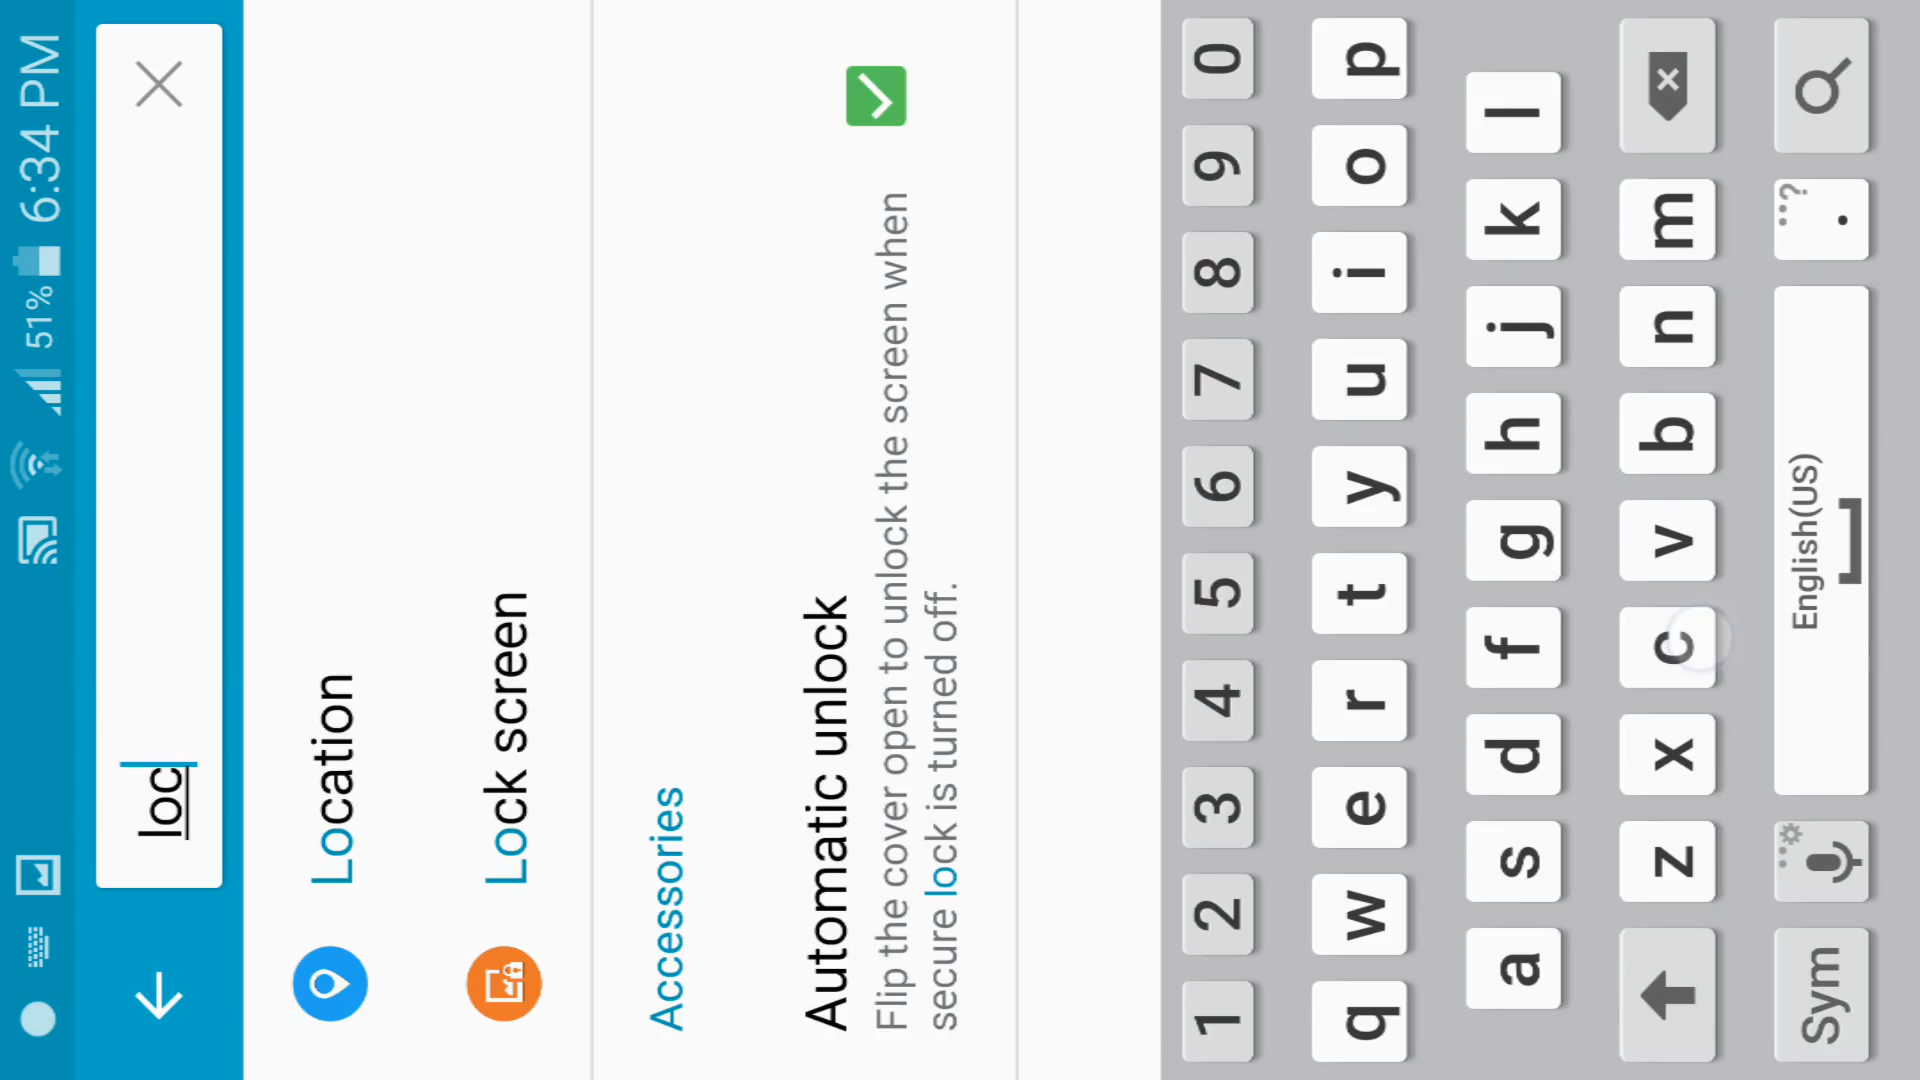 51% 6:34 PM
loc
Location
Lock screen
Accessories
Automatic unlock
Flip the cover open to unlock the screen when
secure lock is turned off.
1 2 3 4 5 6 7 8 9 0
q w e r t y u i o p
a s d f g h j k l
z x c v b n m
Sym English(US) . ..?